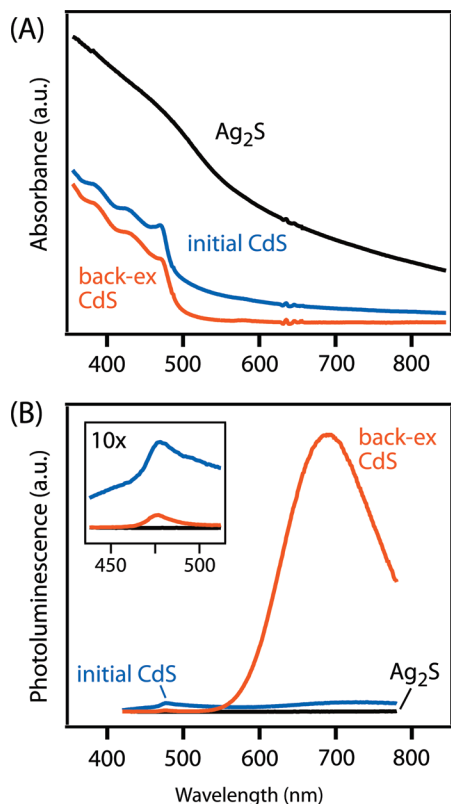 (A)
Absorbance (a.u.)
Ag2S
initial CdS
back-ex
CdS
400 500 600 700 800
(B)
Photoluminescence (a.u.)
10x
450 500
back-ex
CdS
initial CdS
Ag2S
400 500 600 700 800
Wavelength (nm)